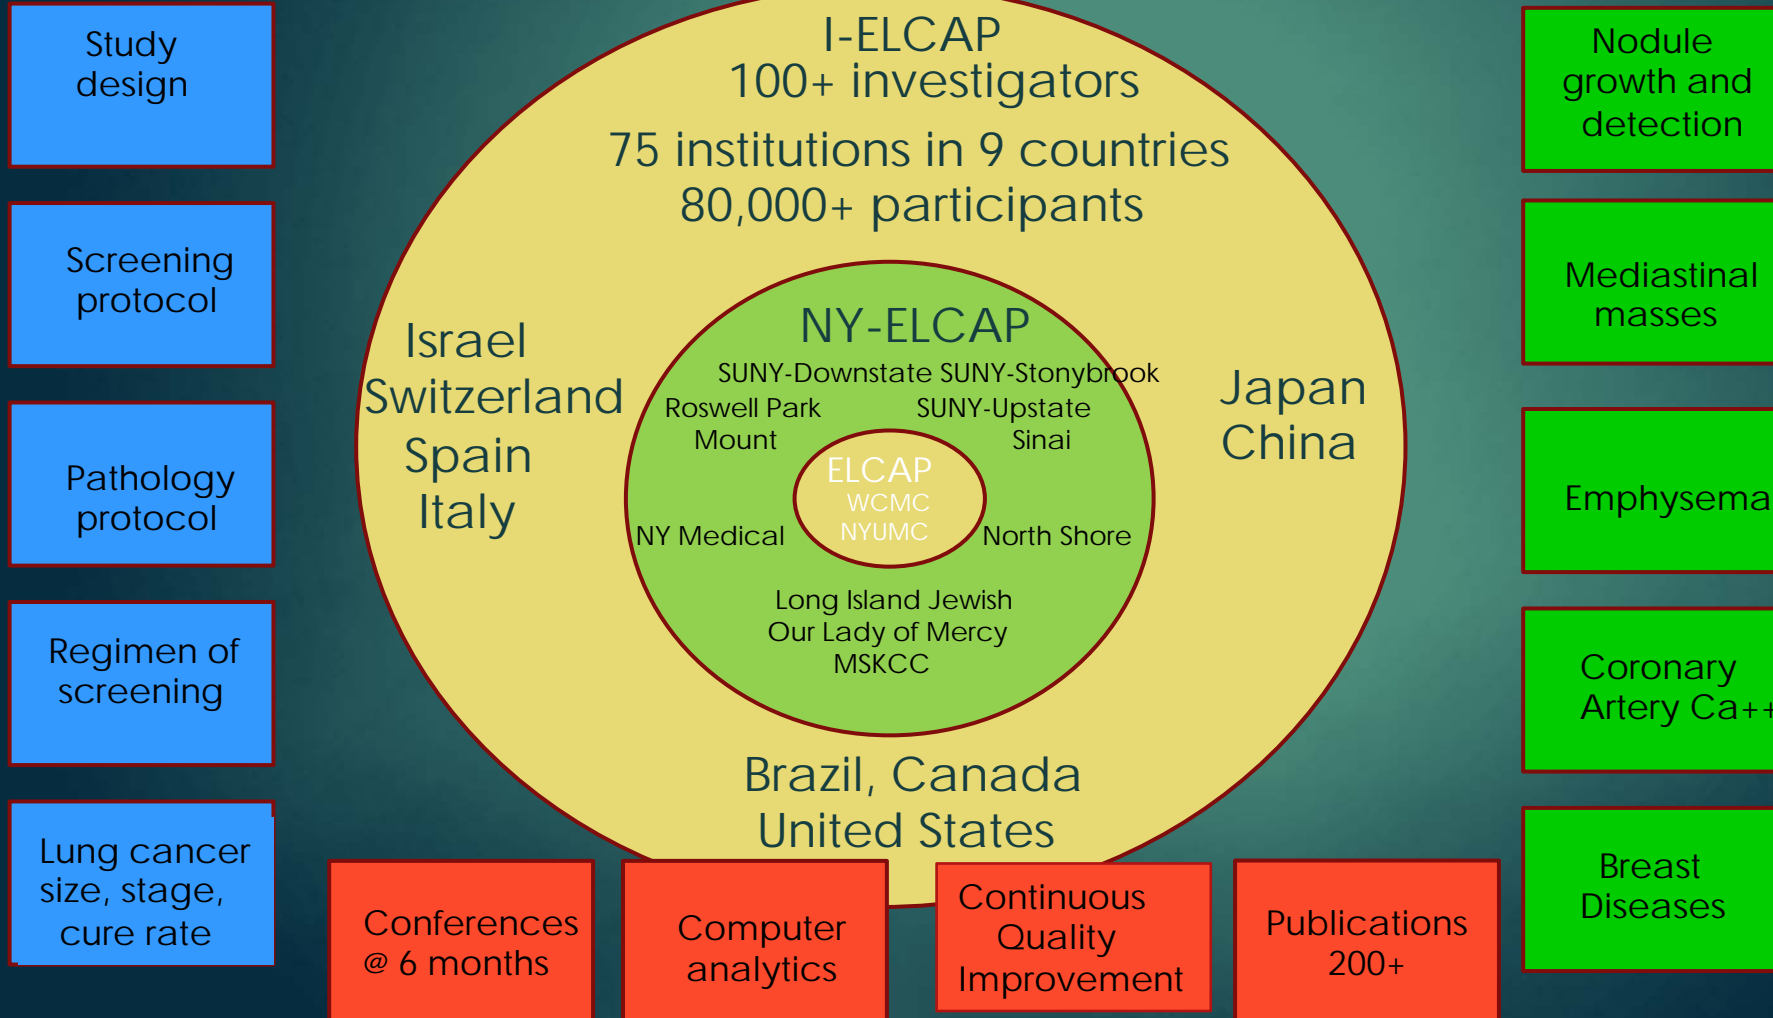 Study
design
Screening
protocol
Pathology
protocol
Regimen of
screening
Lung cancer
size, stage,
cure rate
I-ELCAP
100+ investigators
75 institutions in 9 countries
80,000+ participants
Israel
Switzerland
Spain
Italy
NY-ELCAP
SUNY-Downstate SUNY-Stonybrook
Roswell Park SUNY-Upstate
Mount Sinai
ELCAP
WCMC
NYUMC
NY Medical North Shore
Long Island Jewish
Our Lady of Mercy
MSKCC
Japan
China
Brazil, Canada
United States
Conferences
@ 6 months
Computer
analytics
Continuous
Quality
Improvement
Publications
200+
Nodule
growth and
detection
Mediastinal
masses
Emphysema
Coronary
Artery Ca++
Breast
Diseases